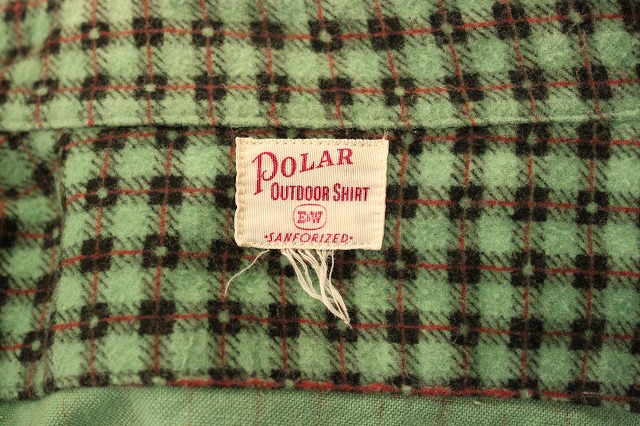 POLAR
OUTDOOR SHIRT
E&W
•SANFORIZED•